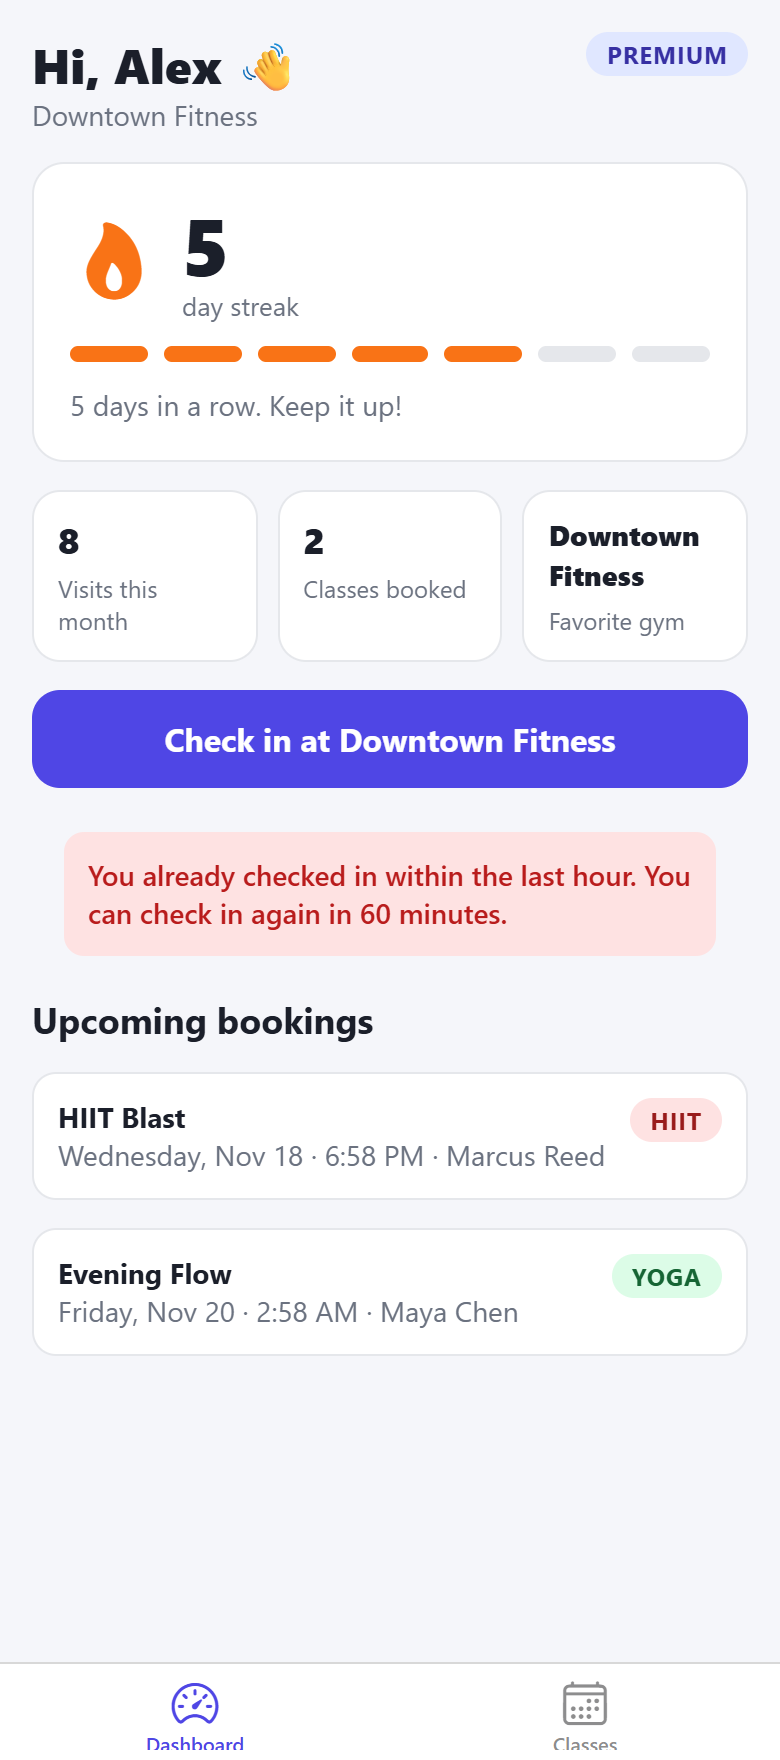 Hi, Alex 👋
PREMIUM
Downtown Fitness
5
day streak
5 days in a row. Keep it up!
8
Visits this
month
2
Classes booked
Downtown
Fitness
Favorite gym
Check in at Downtown Fitness
You already checked in within the last hour. You
can check in again in 60 minutes.
Upcoming bookings
HIIT Blast
HIIT
Wednesday, Nov 18 · 6:58 PM · Marcus Reed
Evening Flow
YOGA
Friday, Nov 20 · 2:58 AM · Maya Chen
Dashboard
Classes